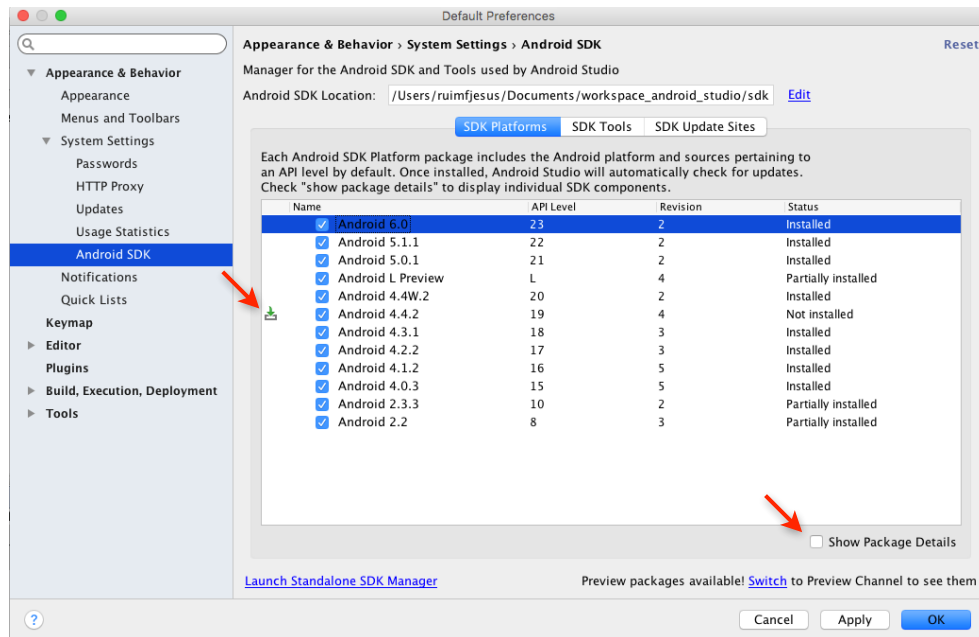 Default Preferences
Appearance & Behavior › System Settings › Android SDK
Reset
Manager for the Android SDK and Tools used by Android Studio
Android SDK Location: /Users/ruimfjesus/Documents/workspace_android_studio/sdk Edit
Appearance & Behavior
Appearance
Menus and Toolbars
System Settings
Passwords
HTTP Proxy
Updates
Usage Statistics
Android SDK
Notifications
Quick Lists
Keymap
Editor
Plugins
Build, Execution, Deployment
Tools
SDK Platforms SDK Tools SDK Update Sites
Each Android SDK Platform package includes the Android platform and sources pertaining to
an API level by default. Once installed, Android Studio will automatically check for updates.
Check "show package details" to display individual SDK components.
Name API Level Revision Status
Android 6.0 23 2 Installed
Android 5.1.1 22 2 Installed
Android 5.0.1 21 2 Installed
Android L Preview L 4 Partially installed
Android 4.4W.2 20 2 Installed
Android 4.4.2 19 4 Not installed
Android 4.3.1 18 3 Installed
Android 4.2.2 17 3 Installed
Android 4.1.2 16 5 Installed
Android 4.0.3 15 5 Installed
Android 2.3.3 10 2 Partially installed
Android 2.2 8 3 Partially installed
Show Package Details
Launch Standalone SDK Manager
Preview packages available! Switch to Preview Channel to see them
?
Cancel Apply OK